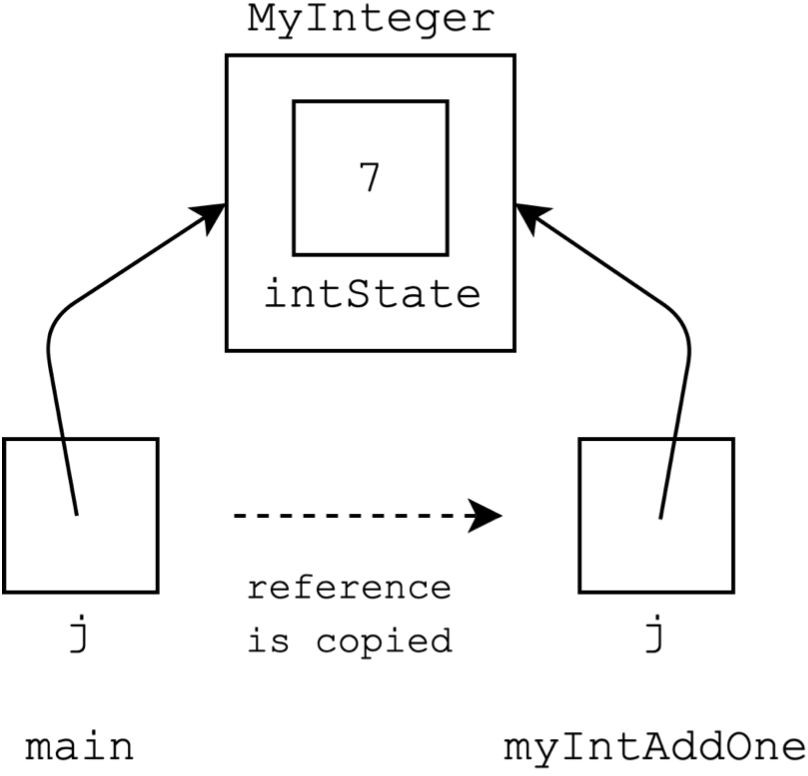 MyInteger
7
intState
reference
is copied
j
j
main
myIntAddOne